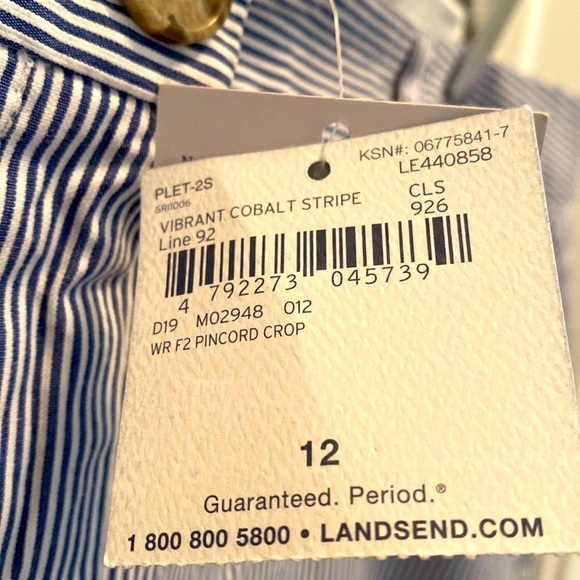 PLET-2S
KSN#: 06775841-7
SRI1006
LE440858
VIBRANT COBALT STRIPE
CLS
Line 92
926
4 792273 045739
D19 M02948 012
WR F2 PINCORD CROP
12
Guaranteed. Period.®
1 800 800 5800 • LANDSEND.COM